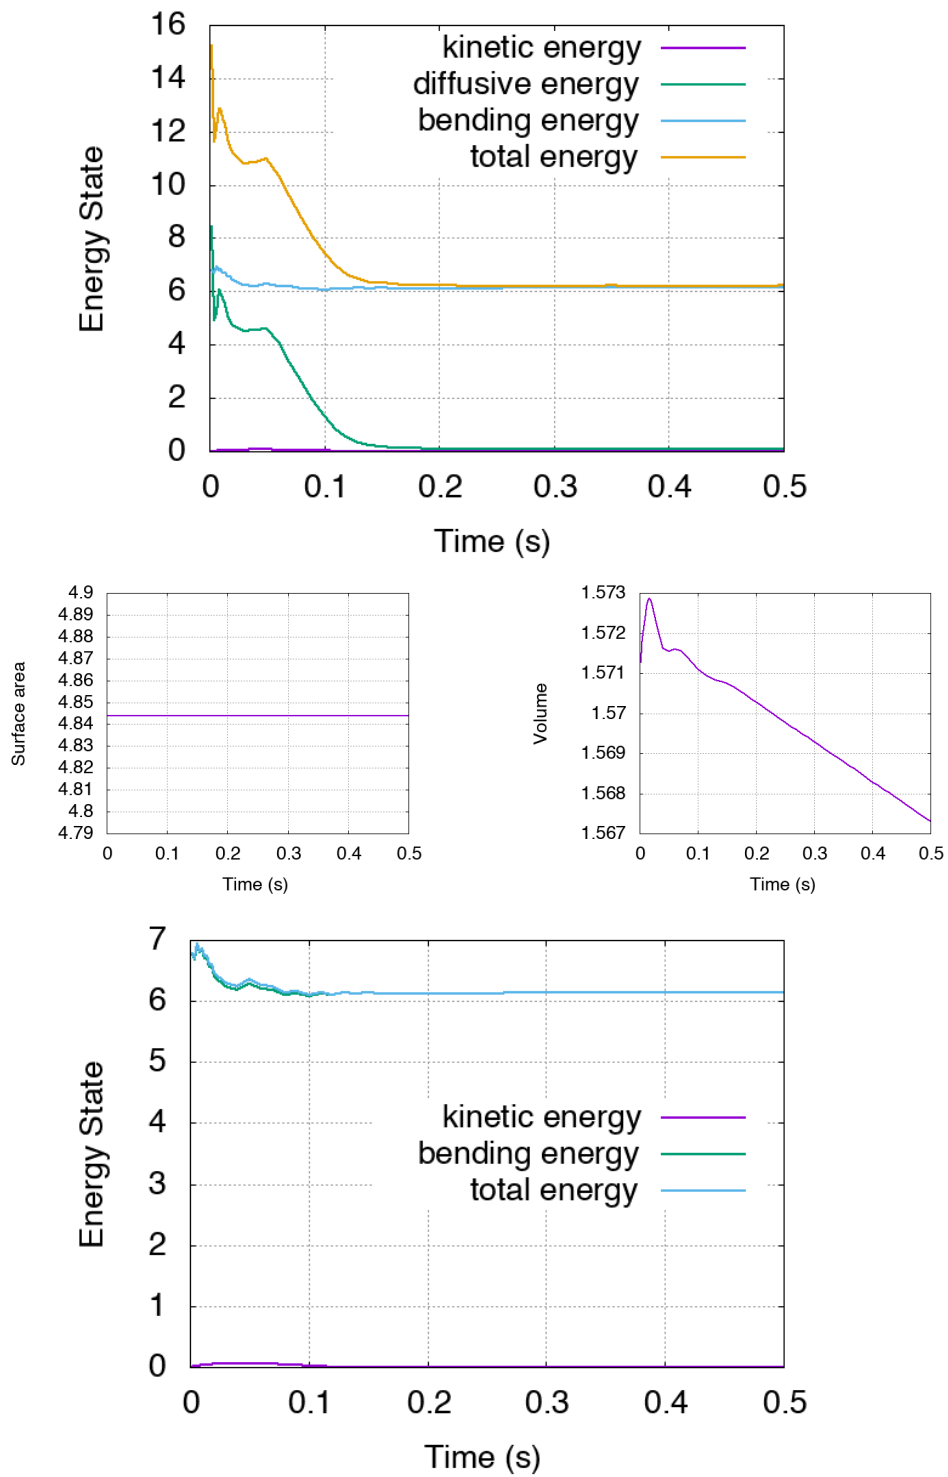 16
14
12
10
8
6
4
2
0
Energy State
kinetic energy
diffusive energy
bending energy
total energy
0 0.1 0.2 0.3 0.4 0.5
Time (s)
4.9
4.89
4.88
4.87
4.86
4.85
4.84
4.83
4.82
4.81
4.8
4.79
Surface area
0 0.1 0.2 0.3 0.4 0.5
Time (s)
1.573
1.572
1.571
1.57
1.569
1.568
1.567
Volume
0 0.1 0.2 0.3 0.4 0.5
Time (s)
7
6
5
4
3
2
1
0
Energy State
kinetic energy
bending energy
total energy
0 0.1 0.2 0.3 0.4 0.5
Time (s)